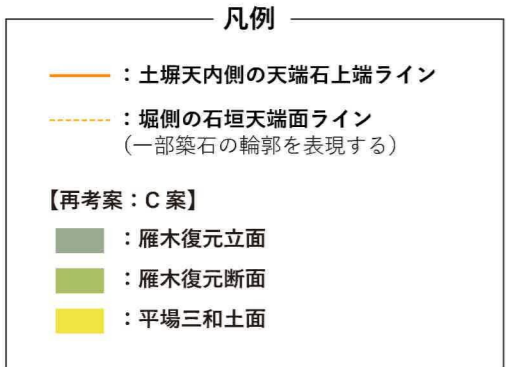 凡例
：土塀天内側の天端石上端ライン
：堀側の石垣天端面ライン
（一部築石の輪郭を表現する）
【再考案：C 案】
：雁木復元立面
：雁木復元断面
：平場三和土面